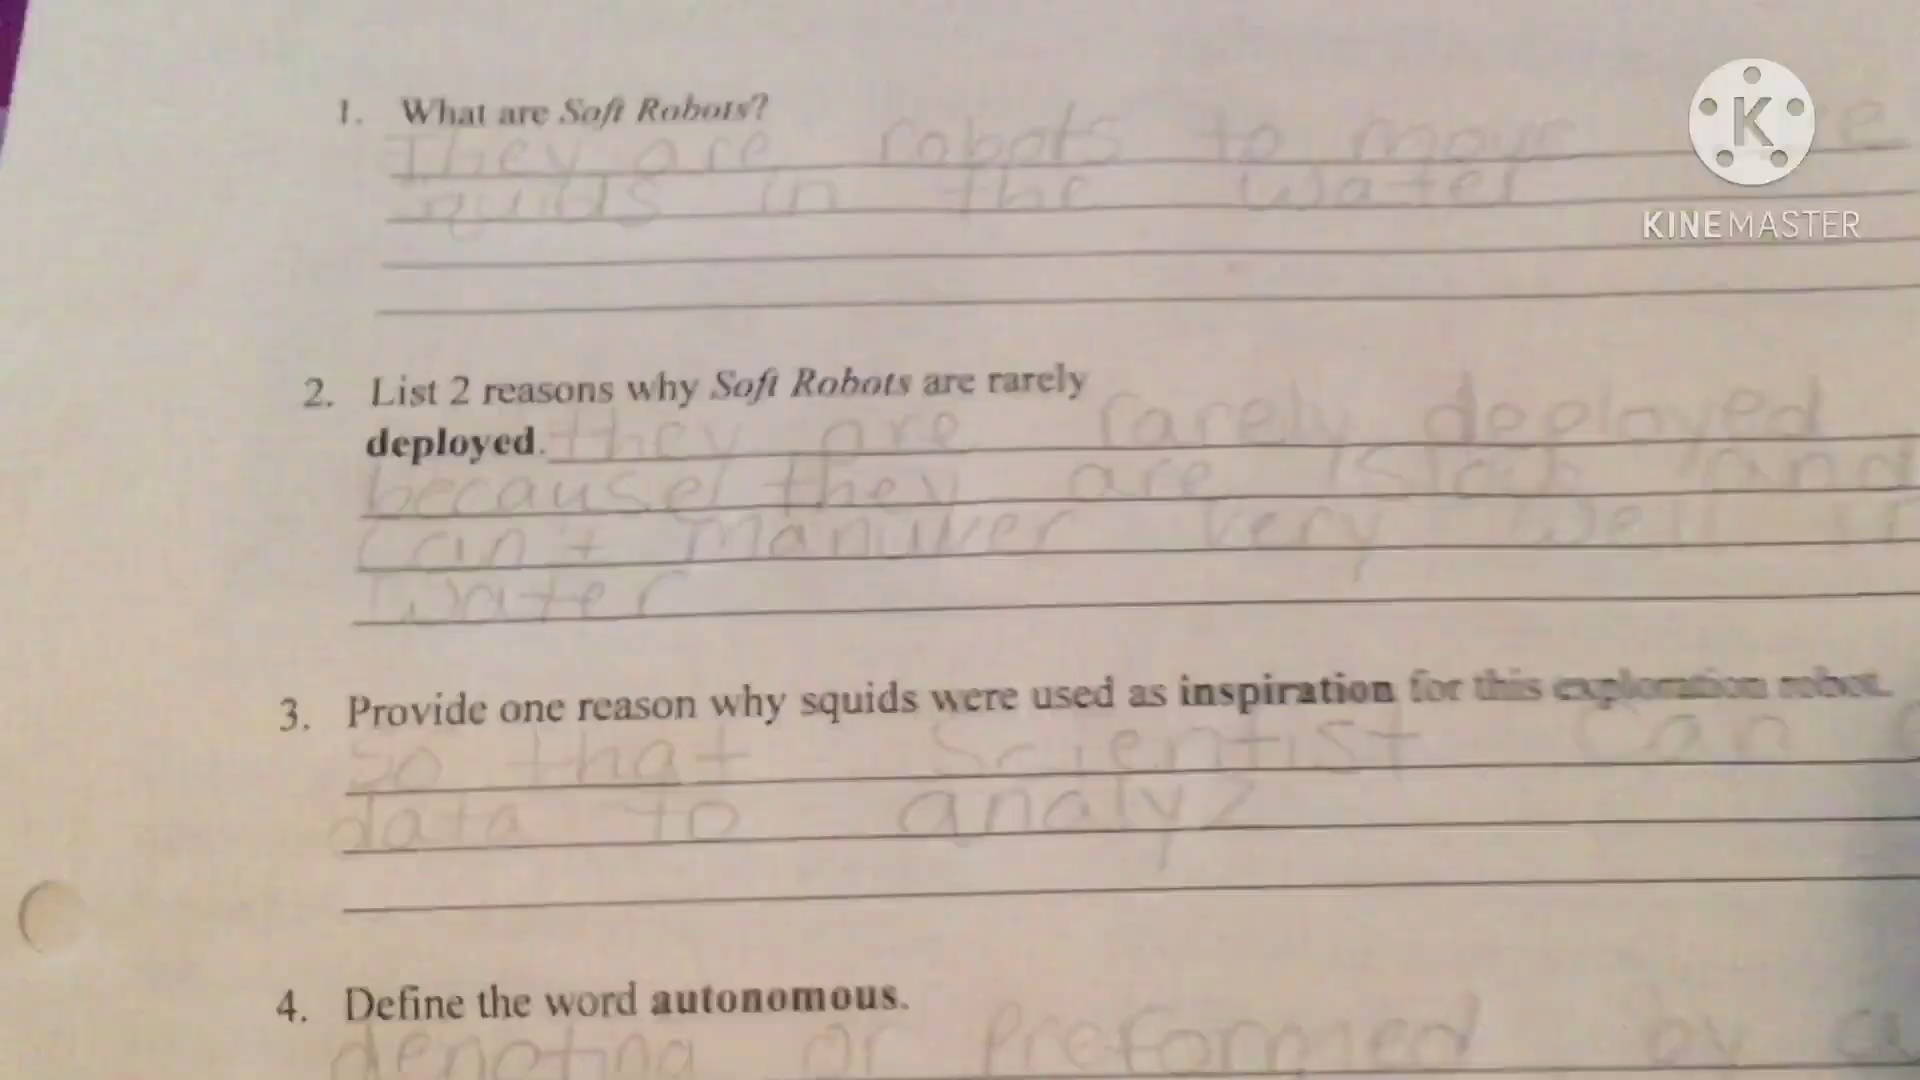 1. What are Soft Robots?
They are robots to move
KINEMASTER
squids in the water
2. List 2 reasons why Soft Robots are rarely
deployed. they are rarely deployed
because they are and
can't manuver very well
water
3. Provide one reason why squids were used as inspiration for this exploration robot.
so that scientist can
data to analyz
4. Define the word autonomous.
denoting or preformed by a